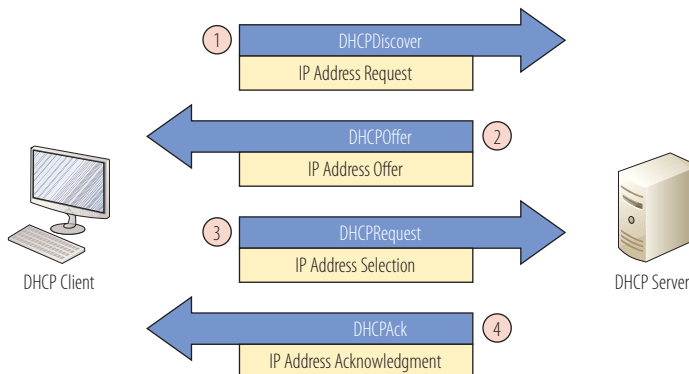 1
DHCPDiscover
IP Address Request
DHCPOffer
2
IP Address Offer
3
DHCPRequest
IP Address Selection
DHCP Client
DHCP Server
DHCPAck
4
IP Address Acknowledgment